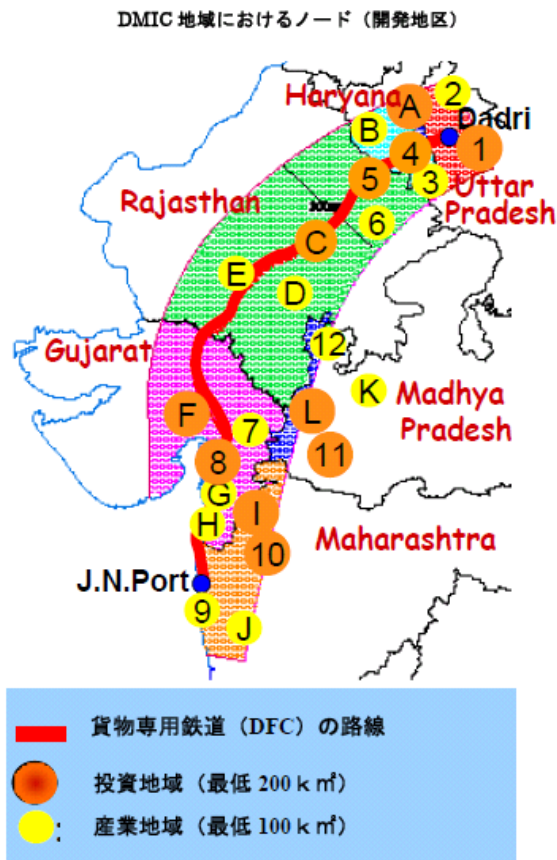 DMIC 地域におけるノード（開発地区）
Haryana
A
2
B
Dadri
4
1
5
3
Uttar
Pradesh
Rajasthan
6
C
E
D
Gujarat
12
K
Madhya
Pradesh
F
L
7
8
11
G
I
H
Maharashtra
10
J.N.Port
9
J
貨物専用鉄道（DFC）の路線
投資地域（最低 200ｋ㎡）
: 産業地域（最低 100ｋ㎡）